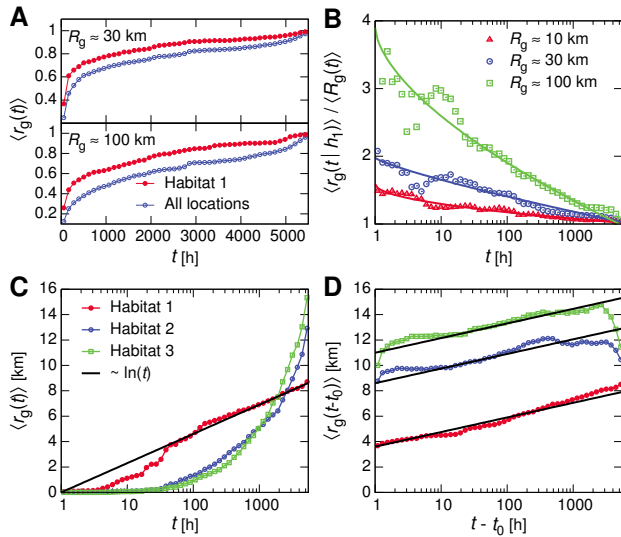 A
R_g ≈ 30 km
1
0.8
0.6
0.4
R_g ≈ 100 km
1
0.8
0.6
0.4
0.2
Habitat 1
All locations
0 1000 2000 3000 4000 5000
t [h]
⟨r_g(t)⟩
B
4
3
2
1
R_g ≈ 10 km
R_g ≈ 30 km
R_g ≈ 100 km
1 10 100 1000
t [h]
⟨r_g(t | h_1)⟩ / ⟨R_g(t)⟩
C
16
14
12
10
8
6
4
2
0
Habitat 1
Habitat 2
Habitat 3
~ ln(t)
1 10 100 1000
t [h]
⟨r_g(t)⟩ [km]
D
16
14
12
10
8
6
4
2
0
1 10 100 1000
t - t_0 [h]
⟨r_g(t-t_0)⟩ [km]